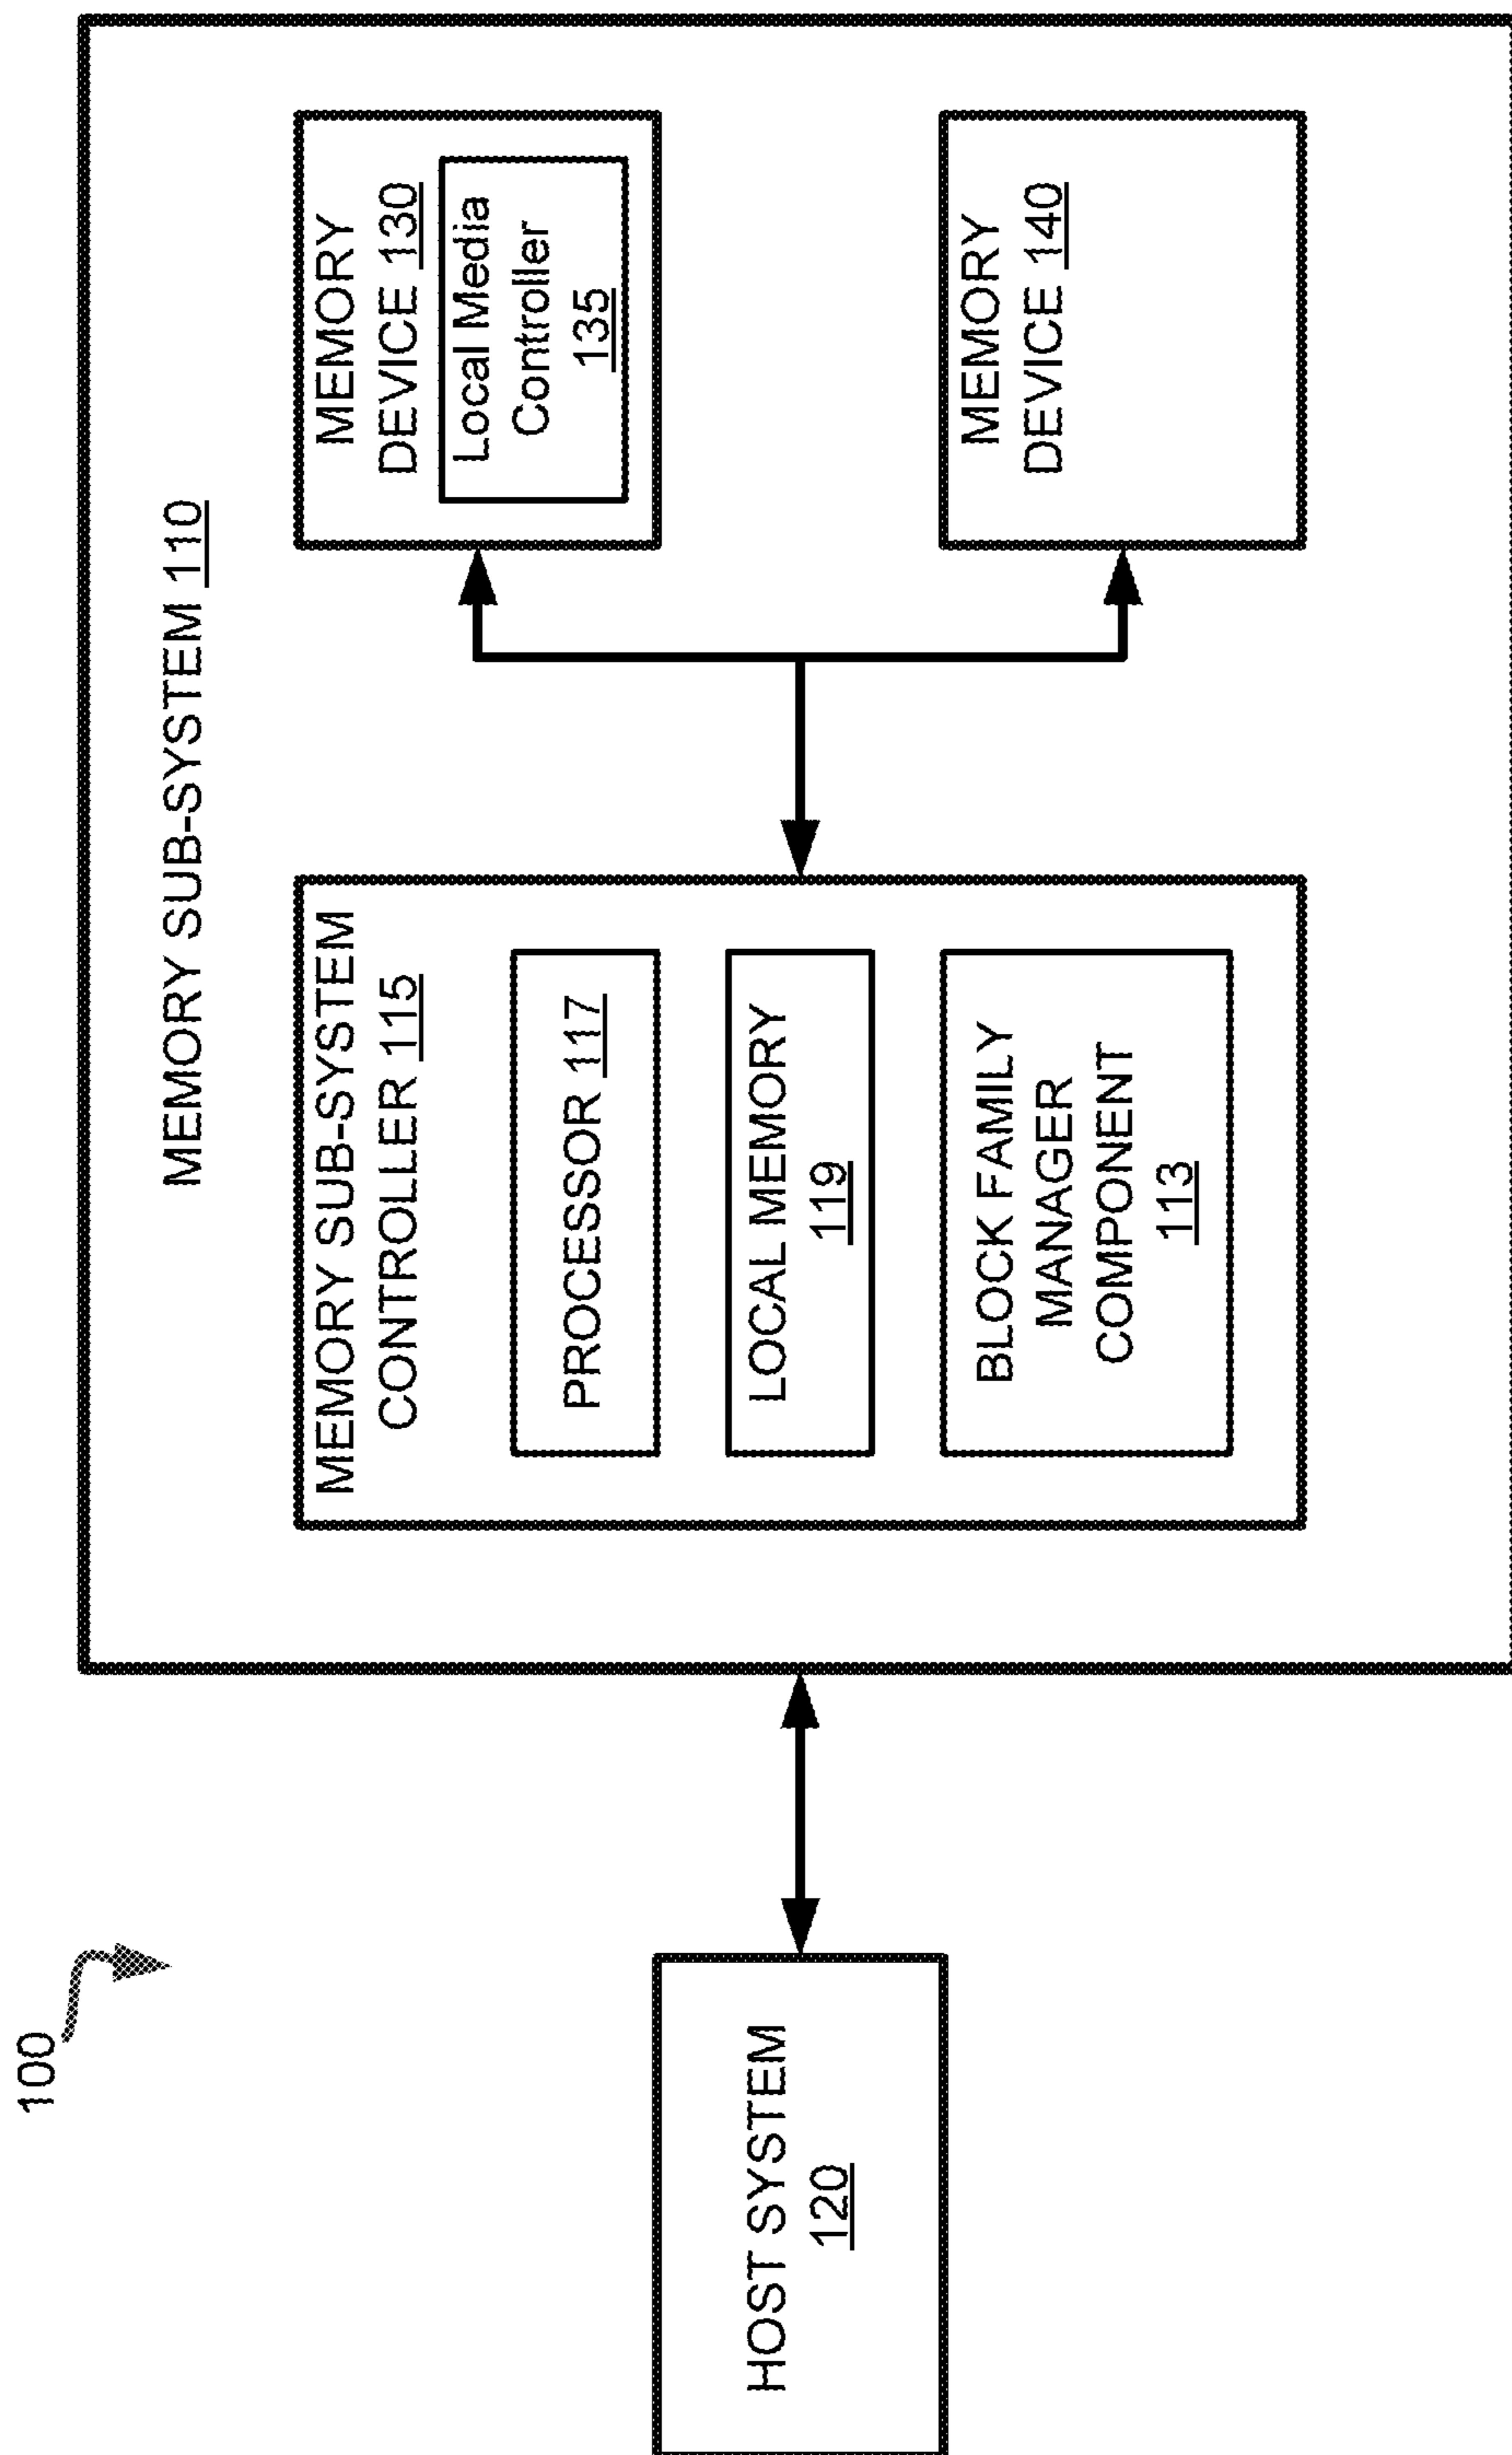 100
MEMORY SUB-SYSTEM 110
HOST SYSTEM
120
MEMORY SUB-SYSTEM
CONTROLLER 115
PROCESSOR 117
LOCAL MEMORY
119
BLOCK FAMILY
MANAGER
COMPONENT
113
MEMORY
DEVICE 130
Local Media
Controller
135
MEMORY
DEVICE 140